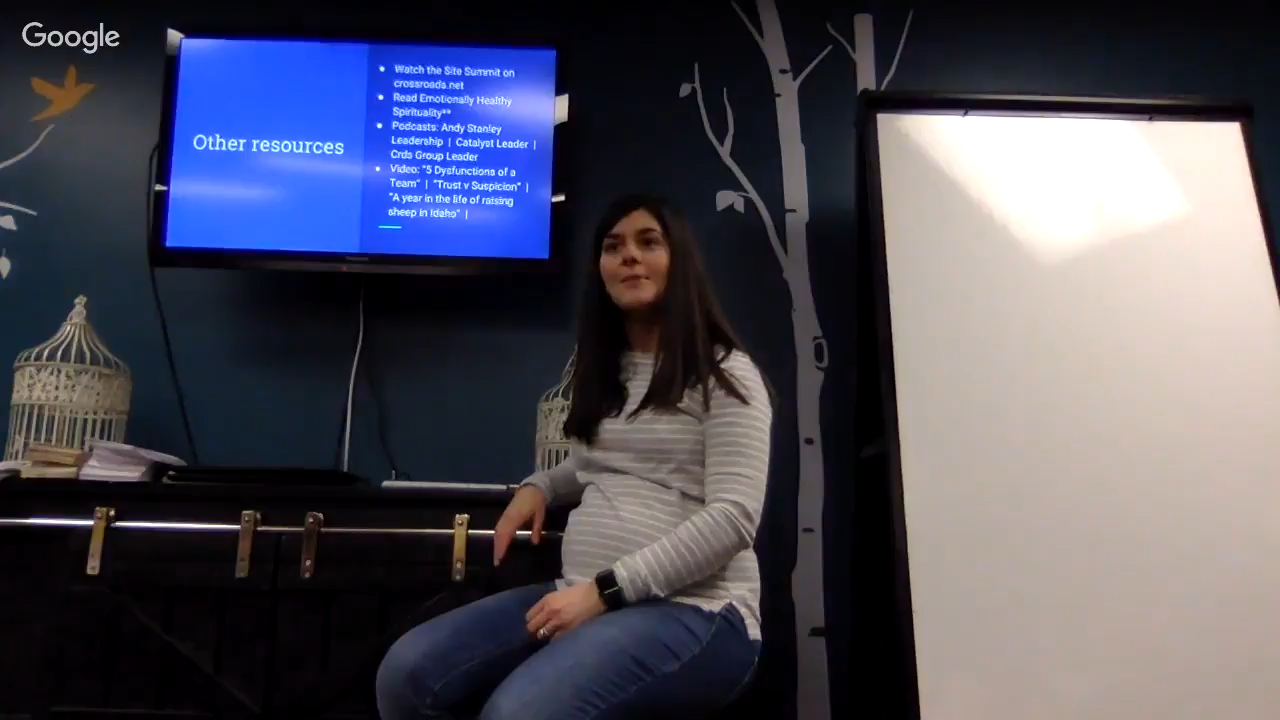 Google
Other resources
Watch the Site Summit on
crossroads.net
Read Emotionally Healthy
Spirituality**
Podcasts: Andy Stanley
Leadership | Catalyst Leader |
Crds Group Leader
Video: "5 Dysfunctions of a
Team" | "Trust v Suspicion" |
"A year in the life of raising
sheep in Idaho" |